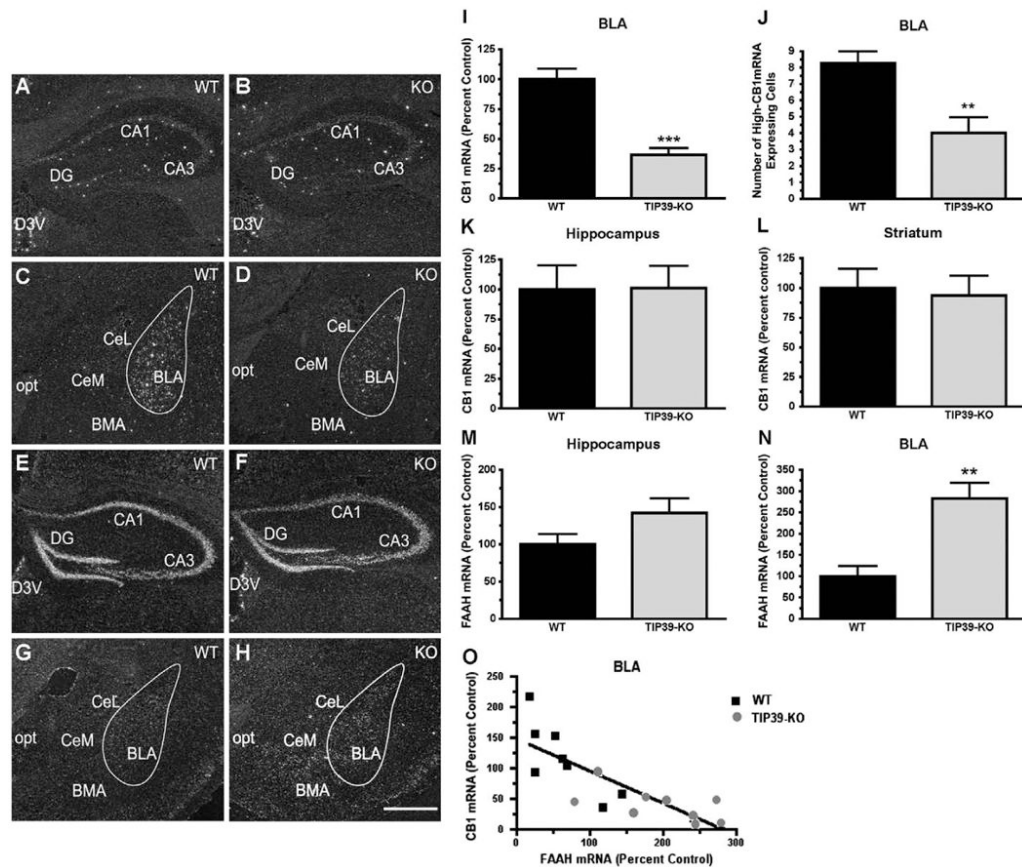 A
WT
CA1
DG
CA3
D3V
B
KO
CA1
DG
CA3
D3V
C
WT
CeL
opt
CeM
BLA
BMA
D
KO
CeL
opt
CeM
BLA
BMA
E
WT
CA1
DG
CA3
D3V
F
KO
CA1
DG
CA3
D3V
G
WT
CeL
opt
CeM
BLA
BMA
H
KO
CeL
opt
CeM
BLA
BMA
I
BLA
CB1 mRNA (Percent Control)
125
100
75
50
25
0
***
WT
TIP39-KO
J
BLA
Number of High-CB1mRNA
Expressing Cells
9
8
7
6
5
4
3
2
1
0
**
WT
TIP39-KO
K
Hippocampus
CB1 mRNA (Percent Control)
125
100
75
50
25
0
WT
TIP39-KO
L
Striatum
CB1 mRNA (Percent control)
125
100
75
50
25
0
WT
TIP39-KO
M
Hippocampus
FAAH mRNA (Percent Control)
200
150
100
50
0
WT
TIP39-KO
N
BLA
FAAH mRNA (Percent Control)
350
300
250
200
150
100
50
0
**
WT
TIP39-KO
O
BLA
CB1 mRNA (Percent Control)
250
200
150
100
50
0
0
100
200
300
FAAH mRNA (Percent Control)
WT
TIP39-KO